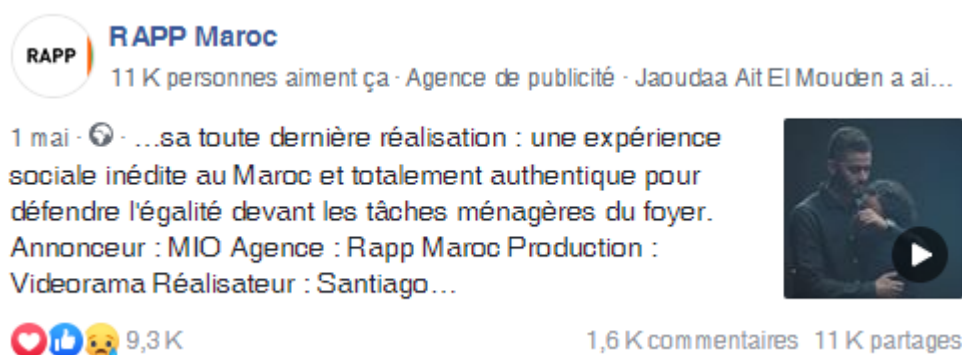 RAPP
RAPP Maroc
11 K personnes aiment ça · Agence de publicité · Jaoudaa Ait El Mouden a ai...
1 mai · · ...sa toute dernière réalisation : une expérience
sociale inédite au Maroc et totalement authentique pour
défendre l'égalité devant les tâches ménagères du foyer.
Annonceur : MIO Agence : Rapp Maroc Production :
Videorama Réalisateur : Santiago...
9,3 K
1,6 K commentaires 11 K partages